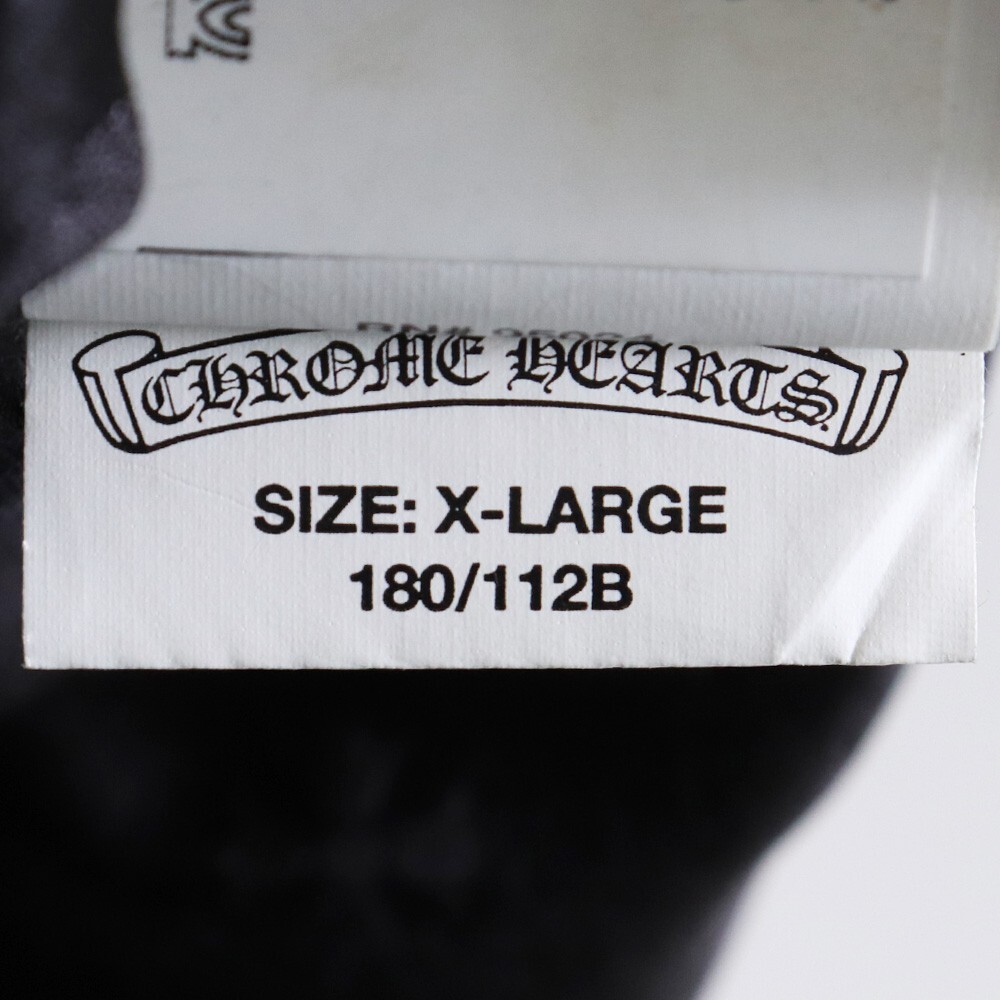 CHROME HEARTS
SIZE: X-LARGE
180/112B